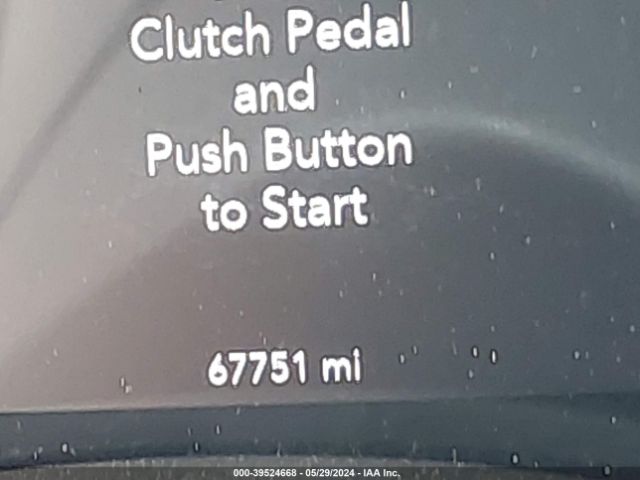 Clutch Pedal
and
Push Button
to Start
67751 mi
000-39524668 - 05/29/2024 - IAA Inc.